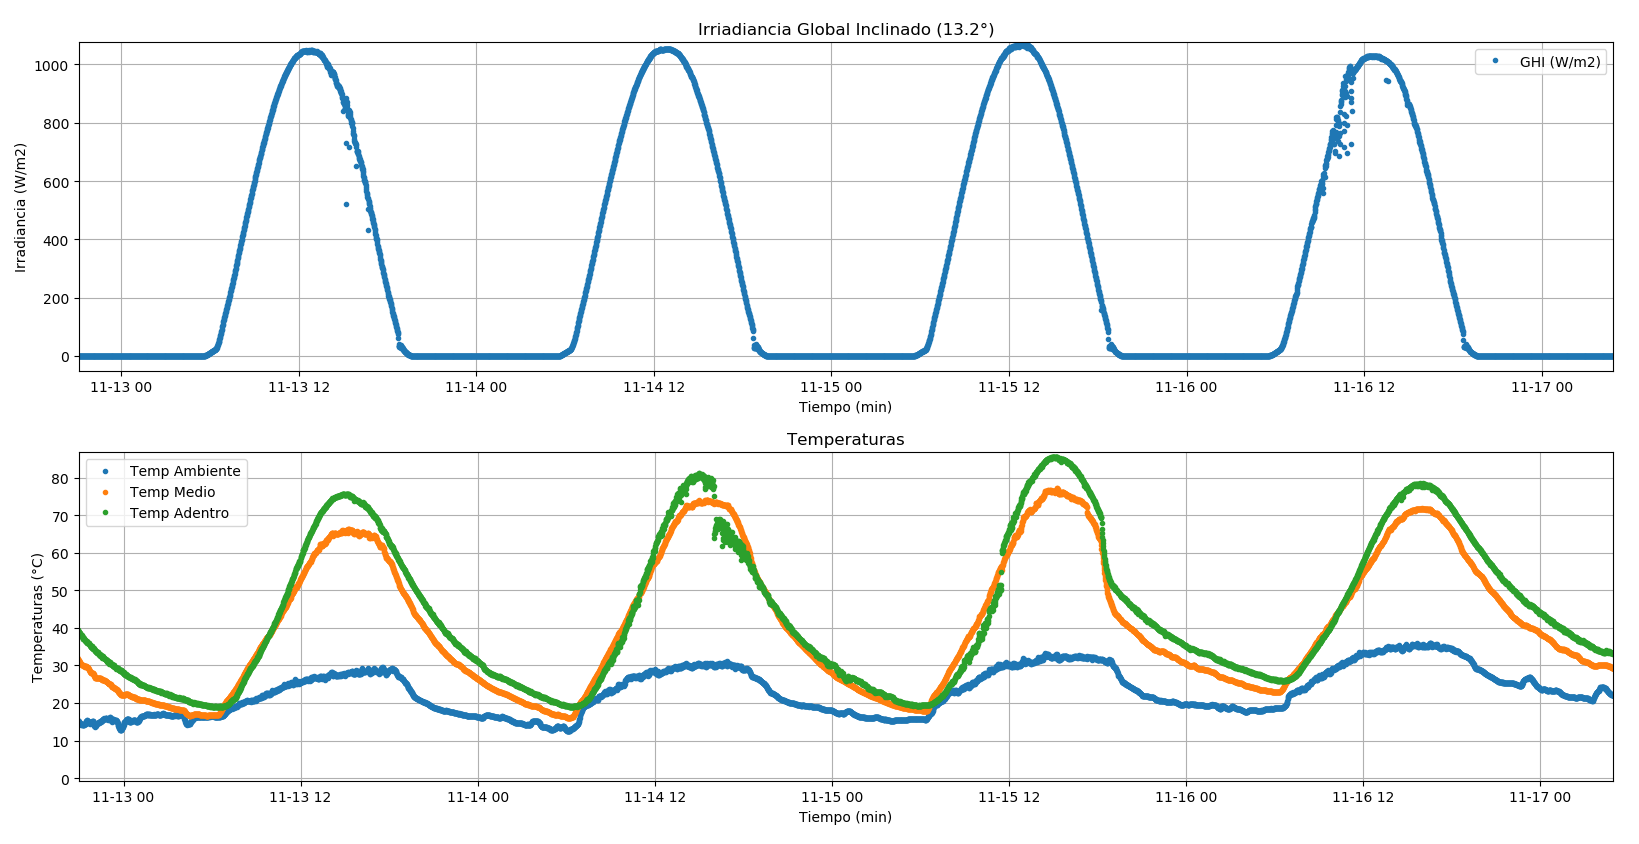 Irriadiancia Global Inclinado (13.2°)
GHI (W/m2)
Irradiancia (W/m2)
1000
800
600
400
200
0
11-13 00 11-13 12 11-14 00 11-14 12 11-15 00 11-15 12 11-16 00 11-16 12 11-17 00
Tiempo (min)
Temperaturas
Temp Ambiente
Temp Medio
Temp Adentro
Temperaturas (°C)
80
70
60
50
40
30
20
10
0
11-13 00 11-13 12 11-14 00 11-14 12 11-15 00 11-15 12 11-16 00 11-16 12 11-17 00
Tiempo (min)